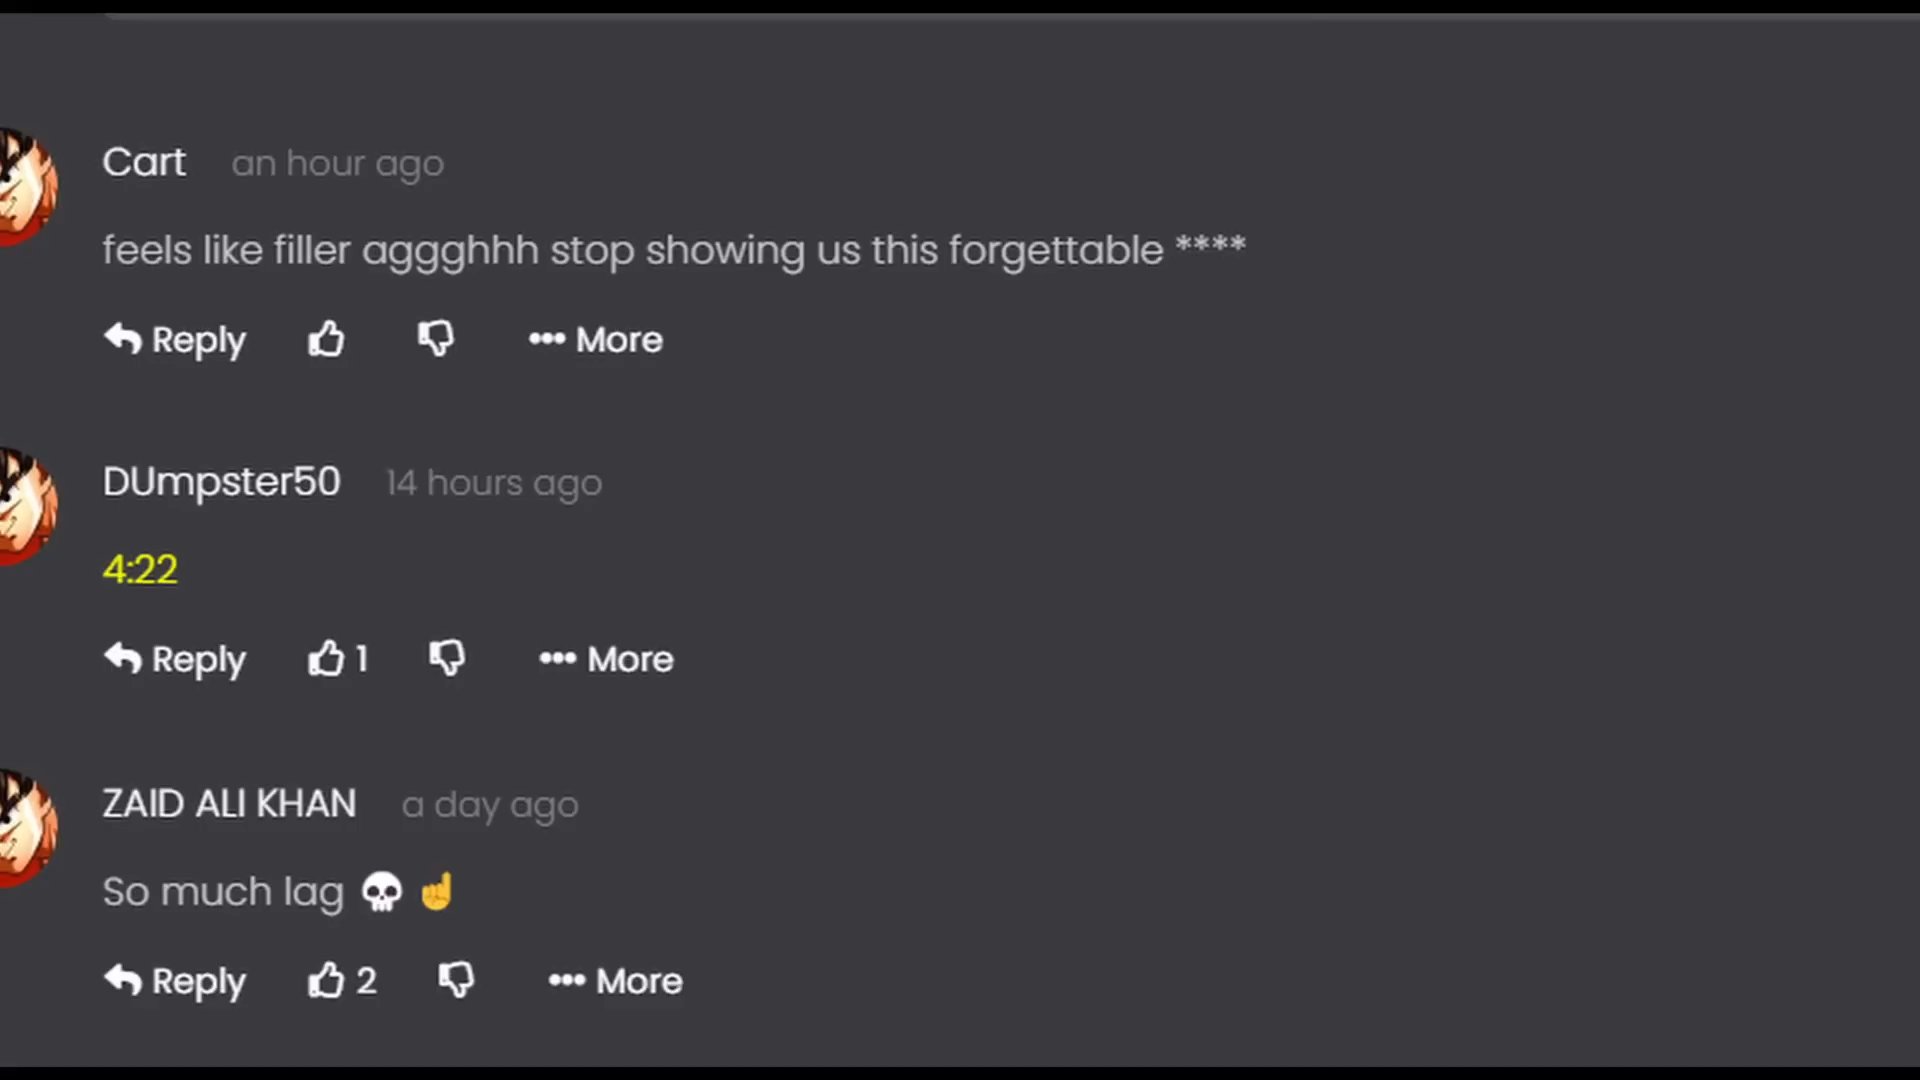 Cart an hour ago
feels like filler aggghhh stop showing us this forgettable ****
Reply ••• More
DUmpster50 14 hours ago
4:22
Reply 1 ••• More
ZAID ALI KHAN a day ago
So much lag 💀 ☝️
Reply 2 ••• More